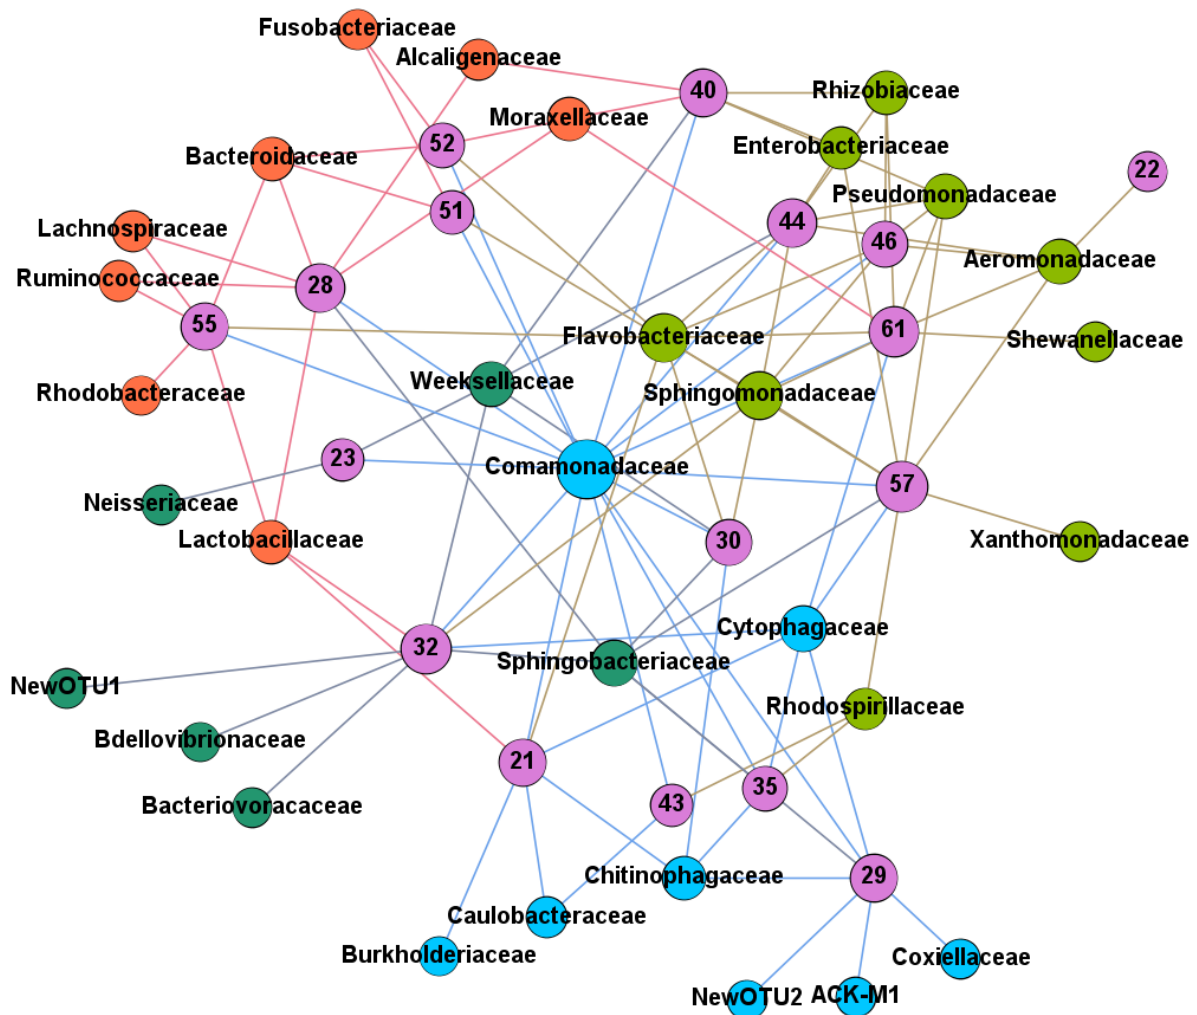 Fusobacteriaceae
Alcaligenaceae
40
Rhizobiaceae
Moraxellaceae
52
Enterobacteriaceae
Bacteroidaceae
22
Pseudomonadaceae
51
44
Lachnospiraceae
46
Aeromonadaceae
Ruminococcaceae
28
55
61
Flavobacteriaceae
Shewanellaceae
Weeksellaceae
Rhodobacteraceae
Sphingomonadaceae
23
Comamonadaceae
57
Neisseriaceae
Lactobacillaceae
30
Xanthomonadaceae
Cytophagaceae
32
Sphingobacteriaceae
NewOTU1
Rhodospirillaceae
Bdellovibrionaceae
21
35
43
Bacteriovoracaceae
Chitinophagaceae
29
Caulobacteraceae
Burkholderiaceae
Coxiellaceae
NewOTU2
ACK-M1